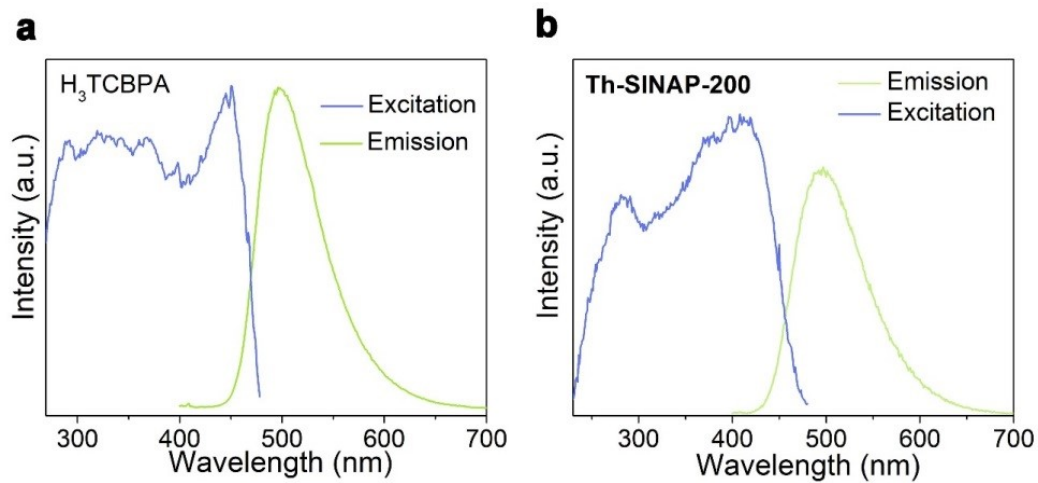 a
H₃TCBPA
Excitation
Emission
Intensity (a.u.)
300 400 500 600 700
Wavelength (nm)
b
Th-SINAP-200
Emission
Excitation
Intensity (a.u.)
300 400 500 600 700
Wavelength (nm)